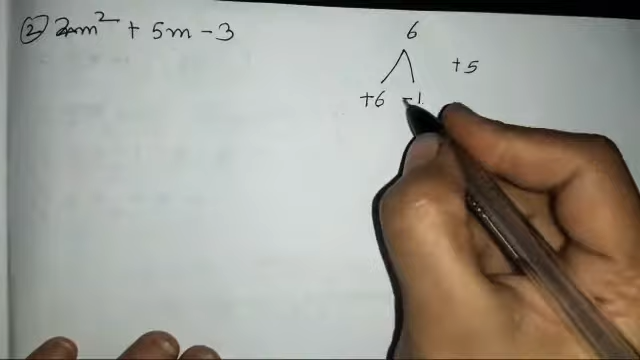 ② 2m² + 5m - 3
6
+5
+6 -1